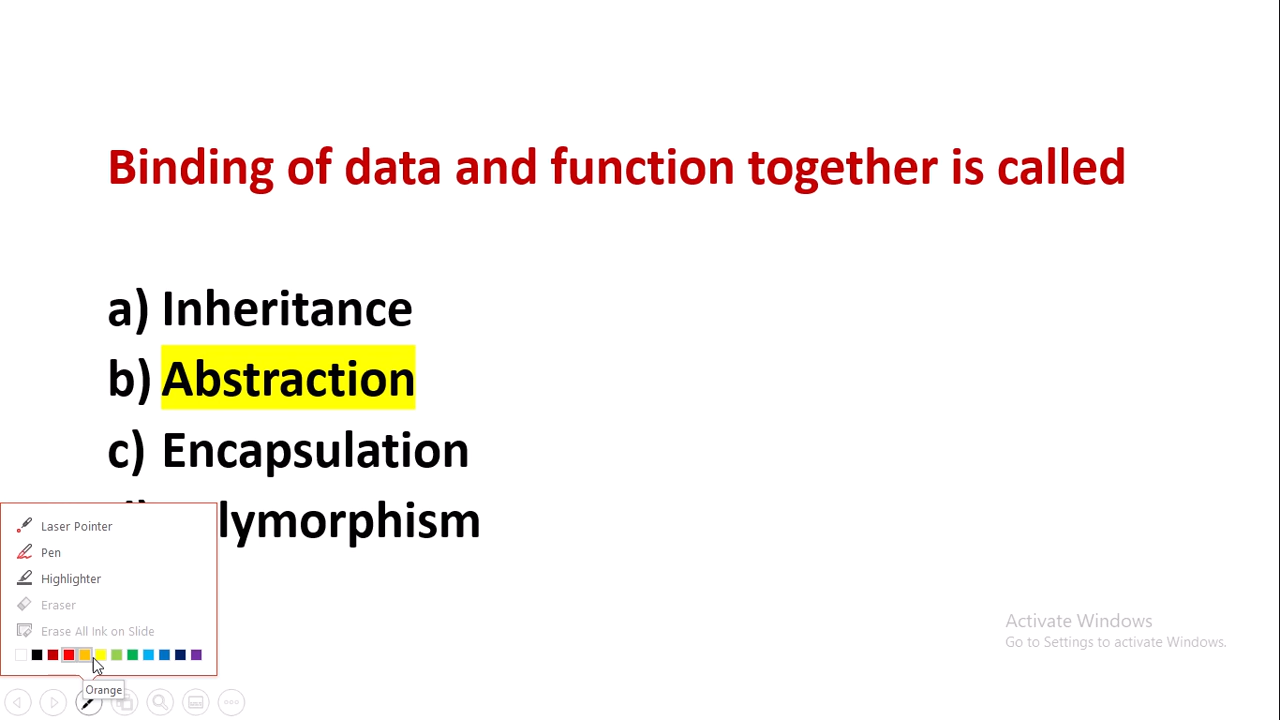 Binding of data and function together is called
a) Inheritance
b) Abstraction
c) Encapsulation
lymorphism
Laser Pointer
Pen
Highlighter
Eraser
Erase All Ink on Slide
Orange
Activate Windows
Go to Settings to activate Windows.